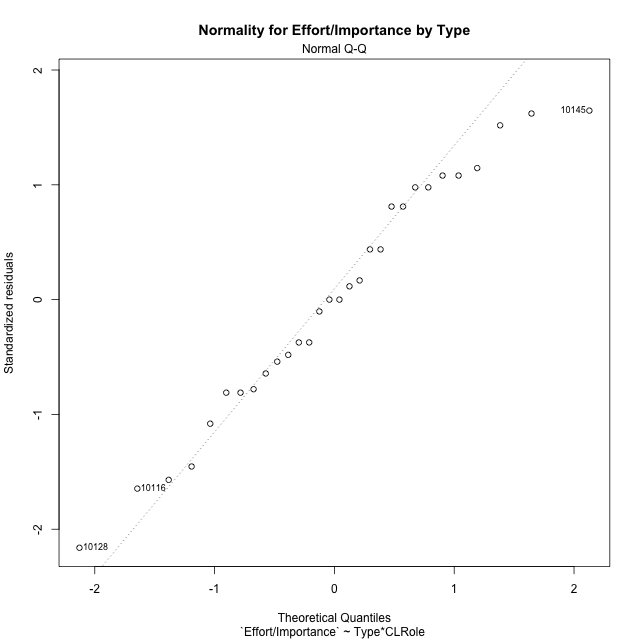 Normality for Effort/Importance by Type
Normal Q-Q
2
1
0
-1
-2
Standardized residuals
10145
10116
10128
-2 -1 0 1 2
Theoretical Quantiles
`Effort/Importance` ~ Type*CLRole